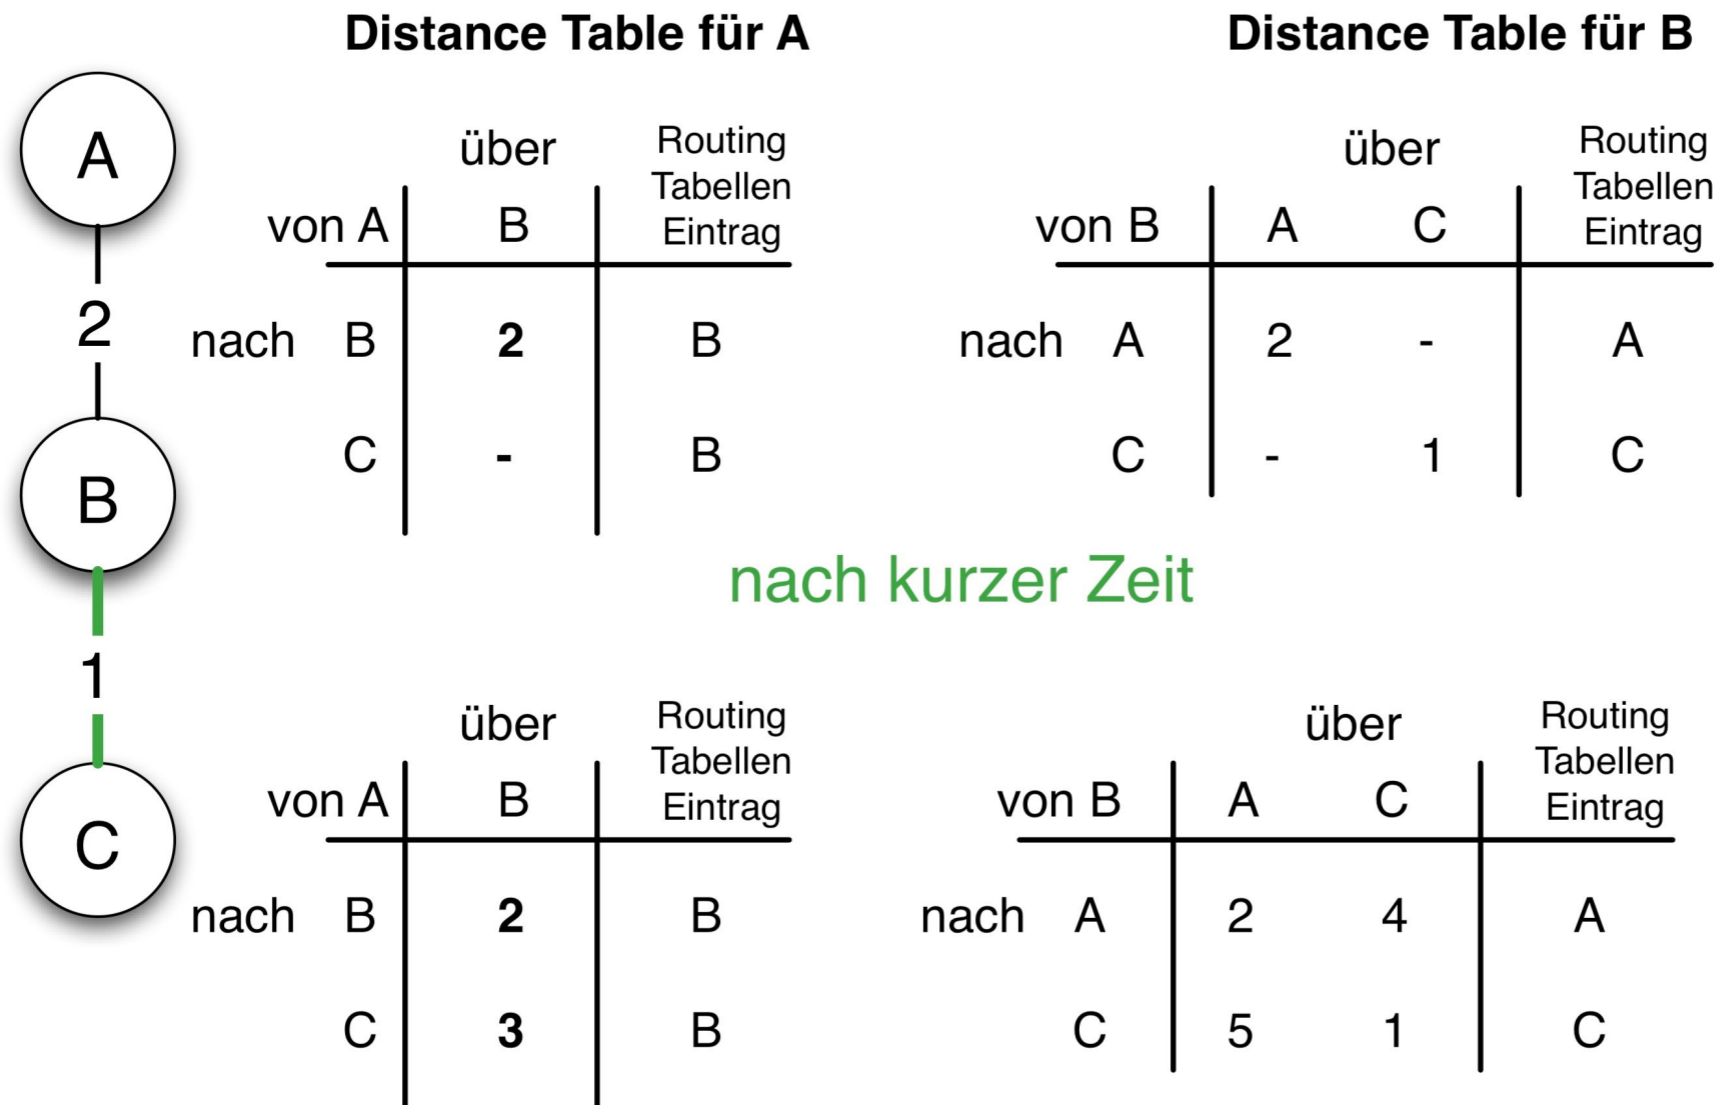 Distance Table für A
Distance Table für B
A
2
B
1
C
über
Routing
Tabellen
Eintrag
von A B
nach B 2 B
C - B
über
Routing
Tabellen
Eintrag
von B A C
nach A 2 - A
C - 1 C
nach kurzer Zeit
über
Routing
Tabellen
Eintrag
von A B
nach B 2 B
C 3 B
über
Routing
Tabellen
Eintrag
von B A C
nach A 2 4 A
C 5 1 C